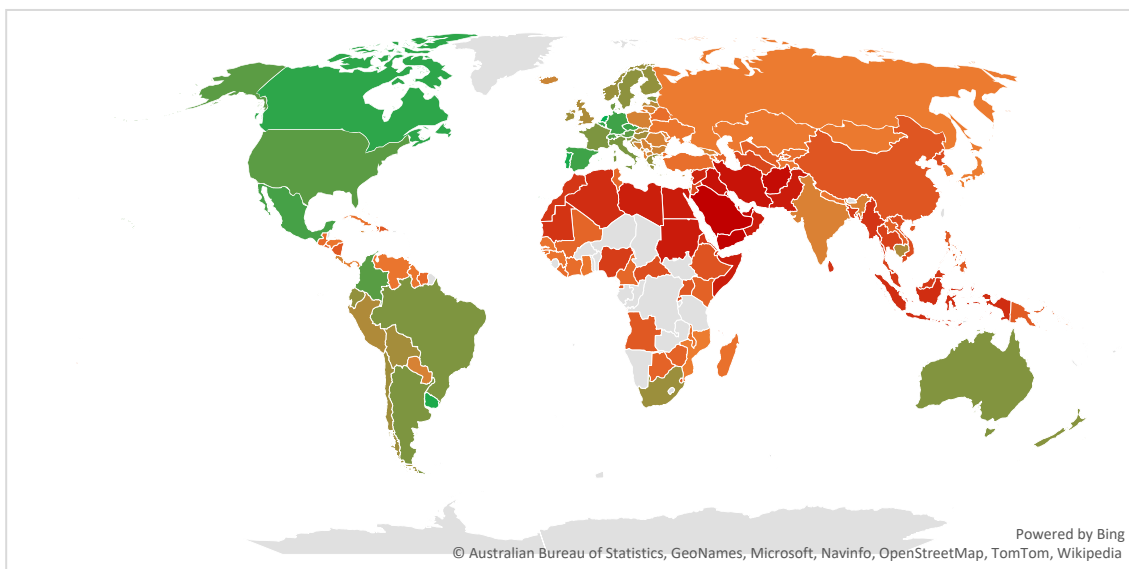 Powered by Bing
© Australian Bureau of Statistics, GeoNames, Microsoft, Navinfo, OpenStreetMap, TomTom, Wikipedia